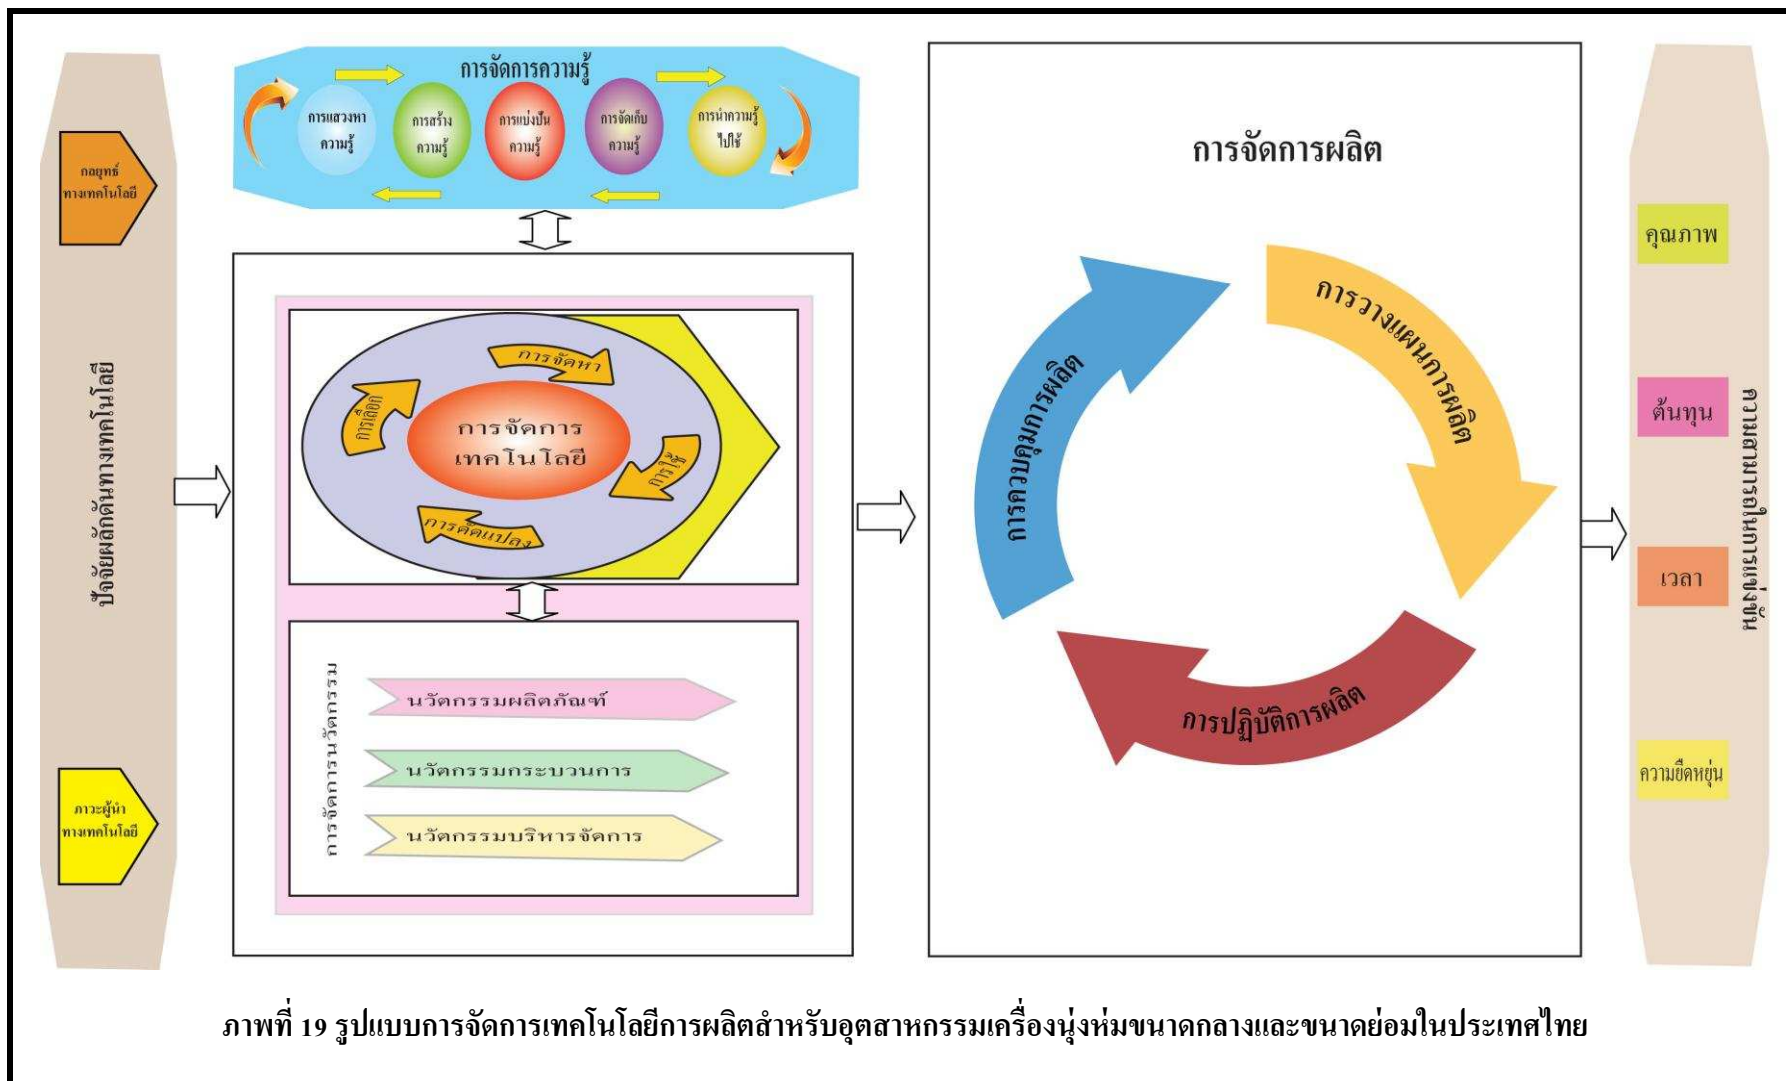 กลยุทธ์
ทางเทคโนโลยี
ปัจจัยผลักดันทางเทคโนโลยี
ภาวะผู้นำ
ทางเทคโนโลยี
การจัดการความรู้
การแสวงหา
ความรู้
การสร้าง
ความรู้
การแบ่งปัน
ความรู้
การจัดเก็บ
ความรู้
การนำความรู้
ไปใช้
การจัดหา
การเลือก
การจัดการ
เทคโนโลยี
การใช้
การดัดแปลง
การจัดการนวัตกรรม
นวัตกรรมผลิตภัณฑ์
นวัตกรรมกระบวนการ
นวัตกรรมบริหารจัดการ
การจัดการผลิต
การวางแผนการผลิต
การควบคุมการผลิต
การปฏิบัติการผลิต
คุณภาพ
ต้นทุน
เวลา
ความยืดหยุ่น
ความสามารถในการแข่งขัน
ภาพที่ 19 รูปแบบการจัดการเทคโนโลยีการผลิตสำหรับอุตสาหกรรมเครื่องนุ่งห่มขนาดกลางและขนาดย่อมในประเทศไทย